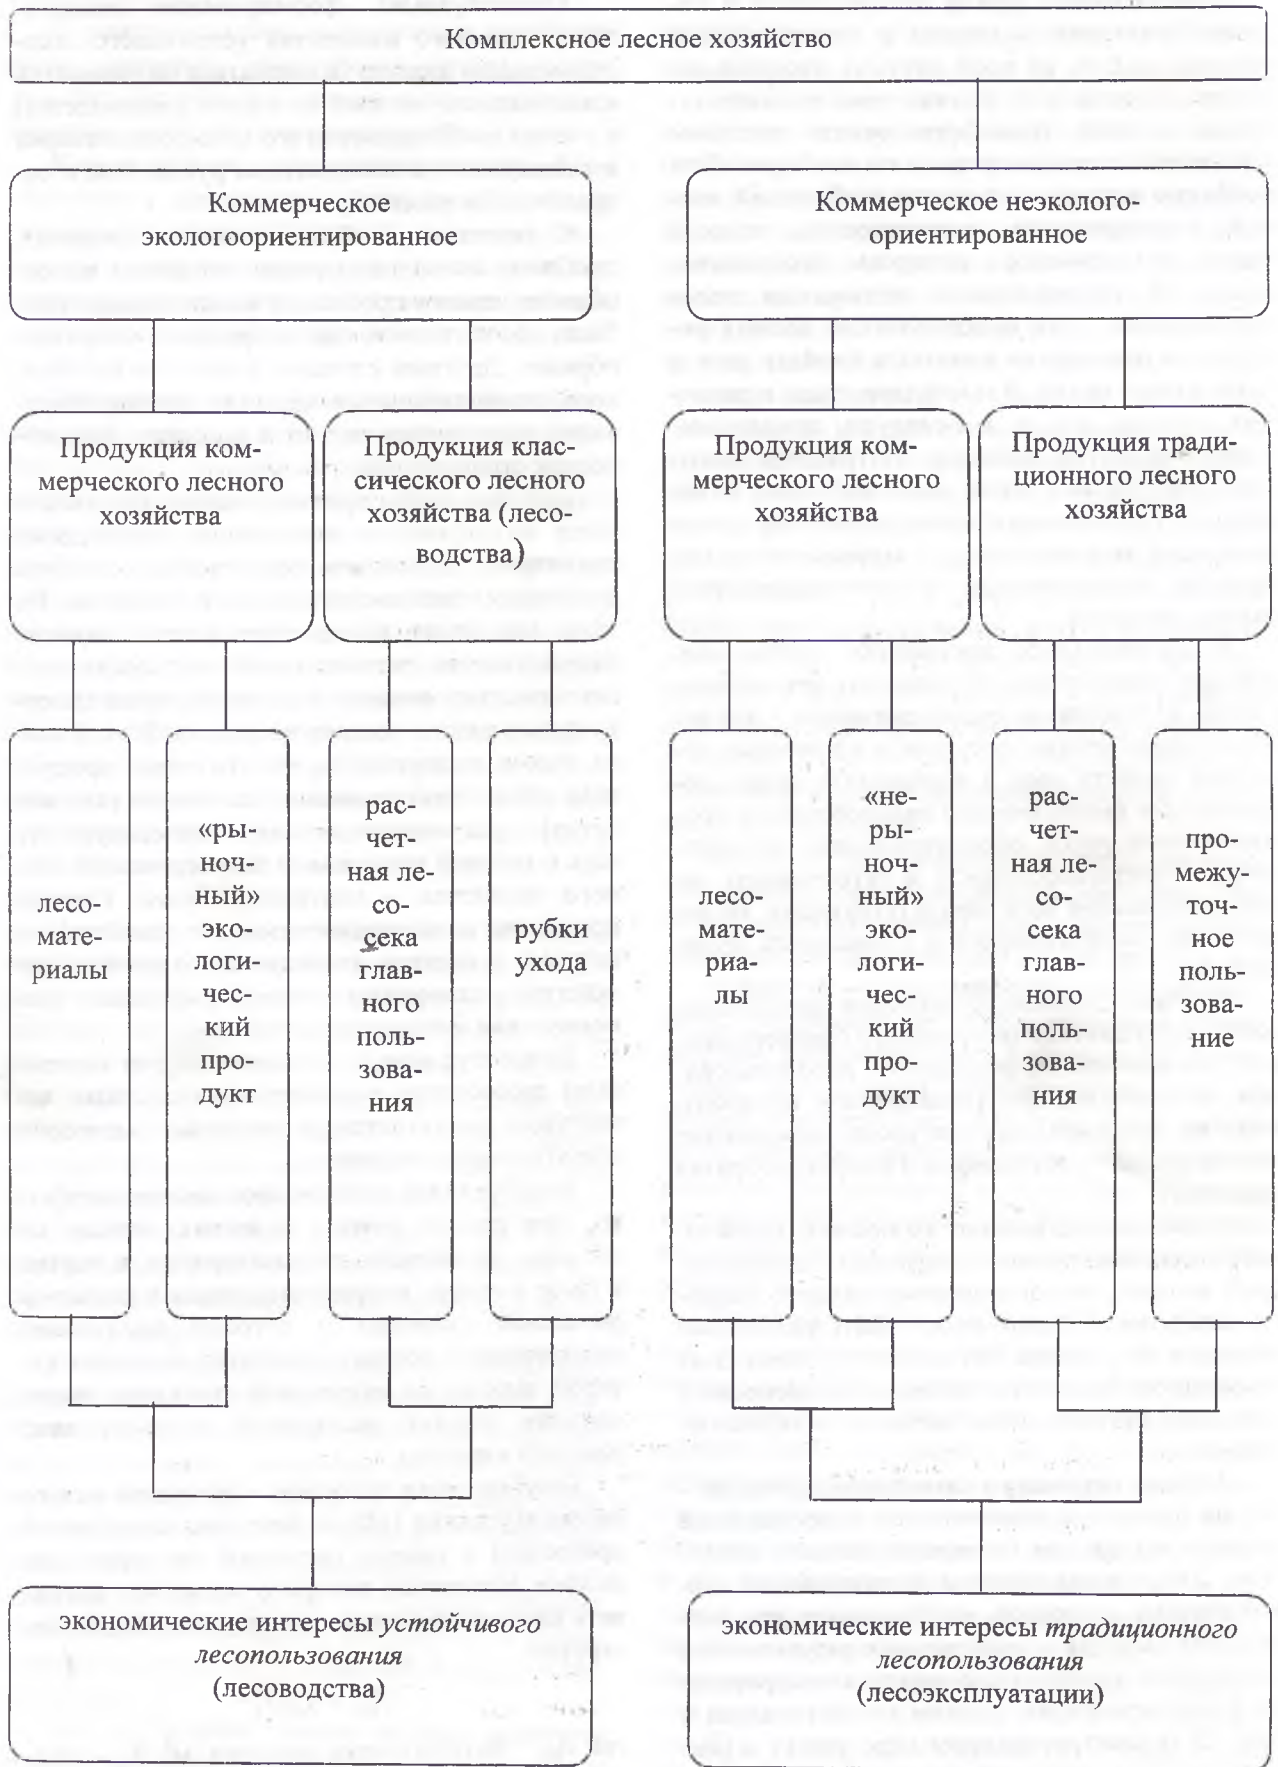 Комплексное лесное хозяйство
Коммерческое
экологоориентированное
Коммерческое неэколого-
ориентированное
Продукция ком-
мерческого лесного
хозяйства
Продукция клас-
сического лесного
хозяйства (лесо-
водства)
Продукция ком-
мерческого лесного
хозяйства
Продукция тради-
ционного лесного
хозяйства
лесо-
мате-
риалы
«ры-
ноч-
ный»
эко-
логи-
чес-
кий
про-
дукт
рас-
чет-
ная ле-
со-
сека
глав-
ного
поль-
зова-
ния
рубки
ухода
лесо-
мате-
риа-
лы
«не-
ры-
ноч-
ный»
эко-
логи-
чес-
кий
про-
дукт
рас-
чет-
ная ле-
со-
сека
глав-
ного
поль-
зова-
ния
про-
межу-
точ-
ное
поль-
зова-
ние
экономические интересы устойчивого
лесопользования
(лесоводства)
экономические интересы традиционного
лесопользования
(лесоэксплуатации)